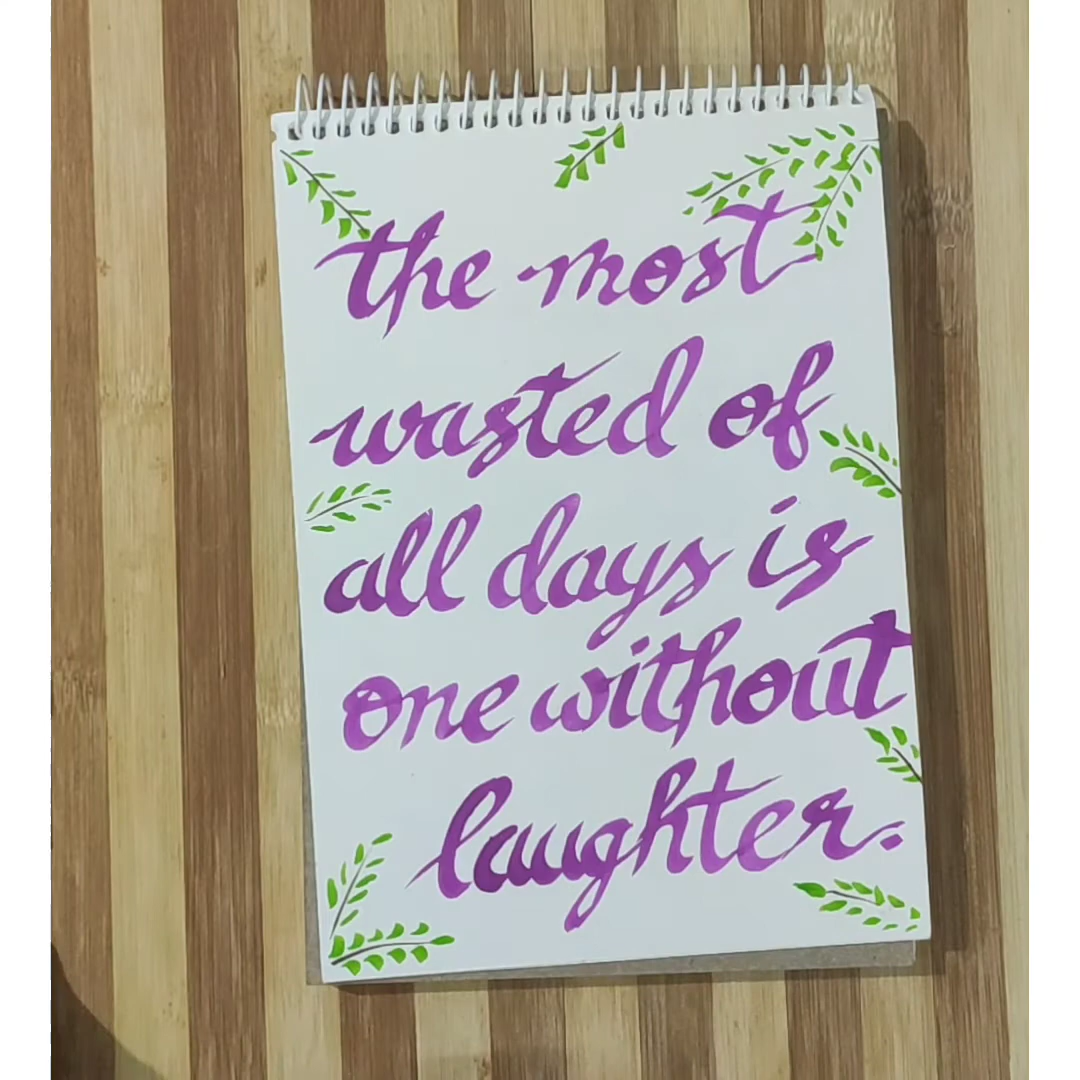 the most
wasted of
all days is
one without
laughter.